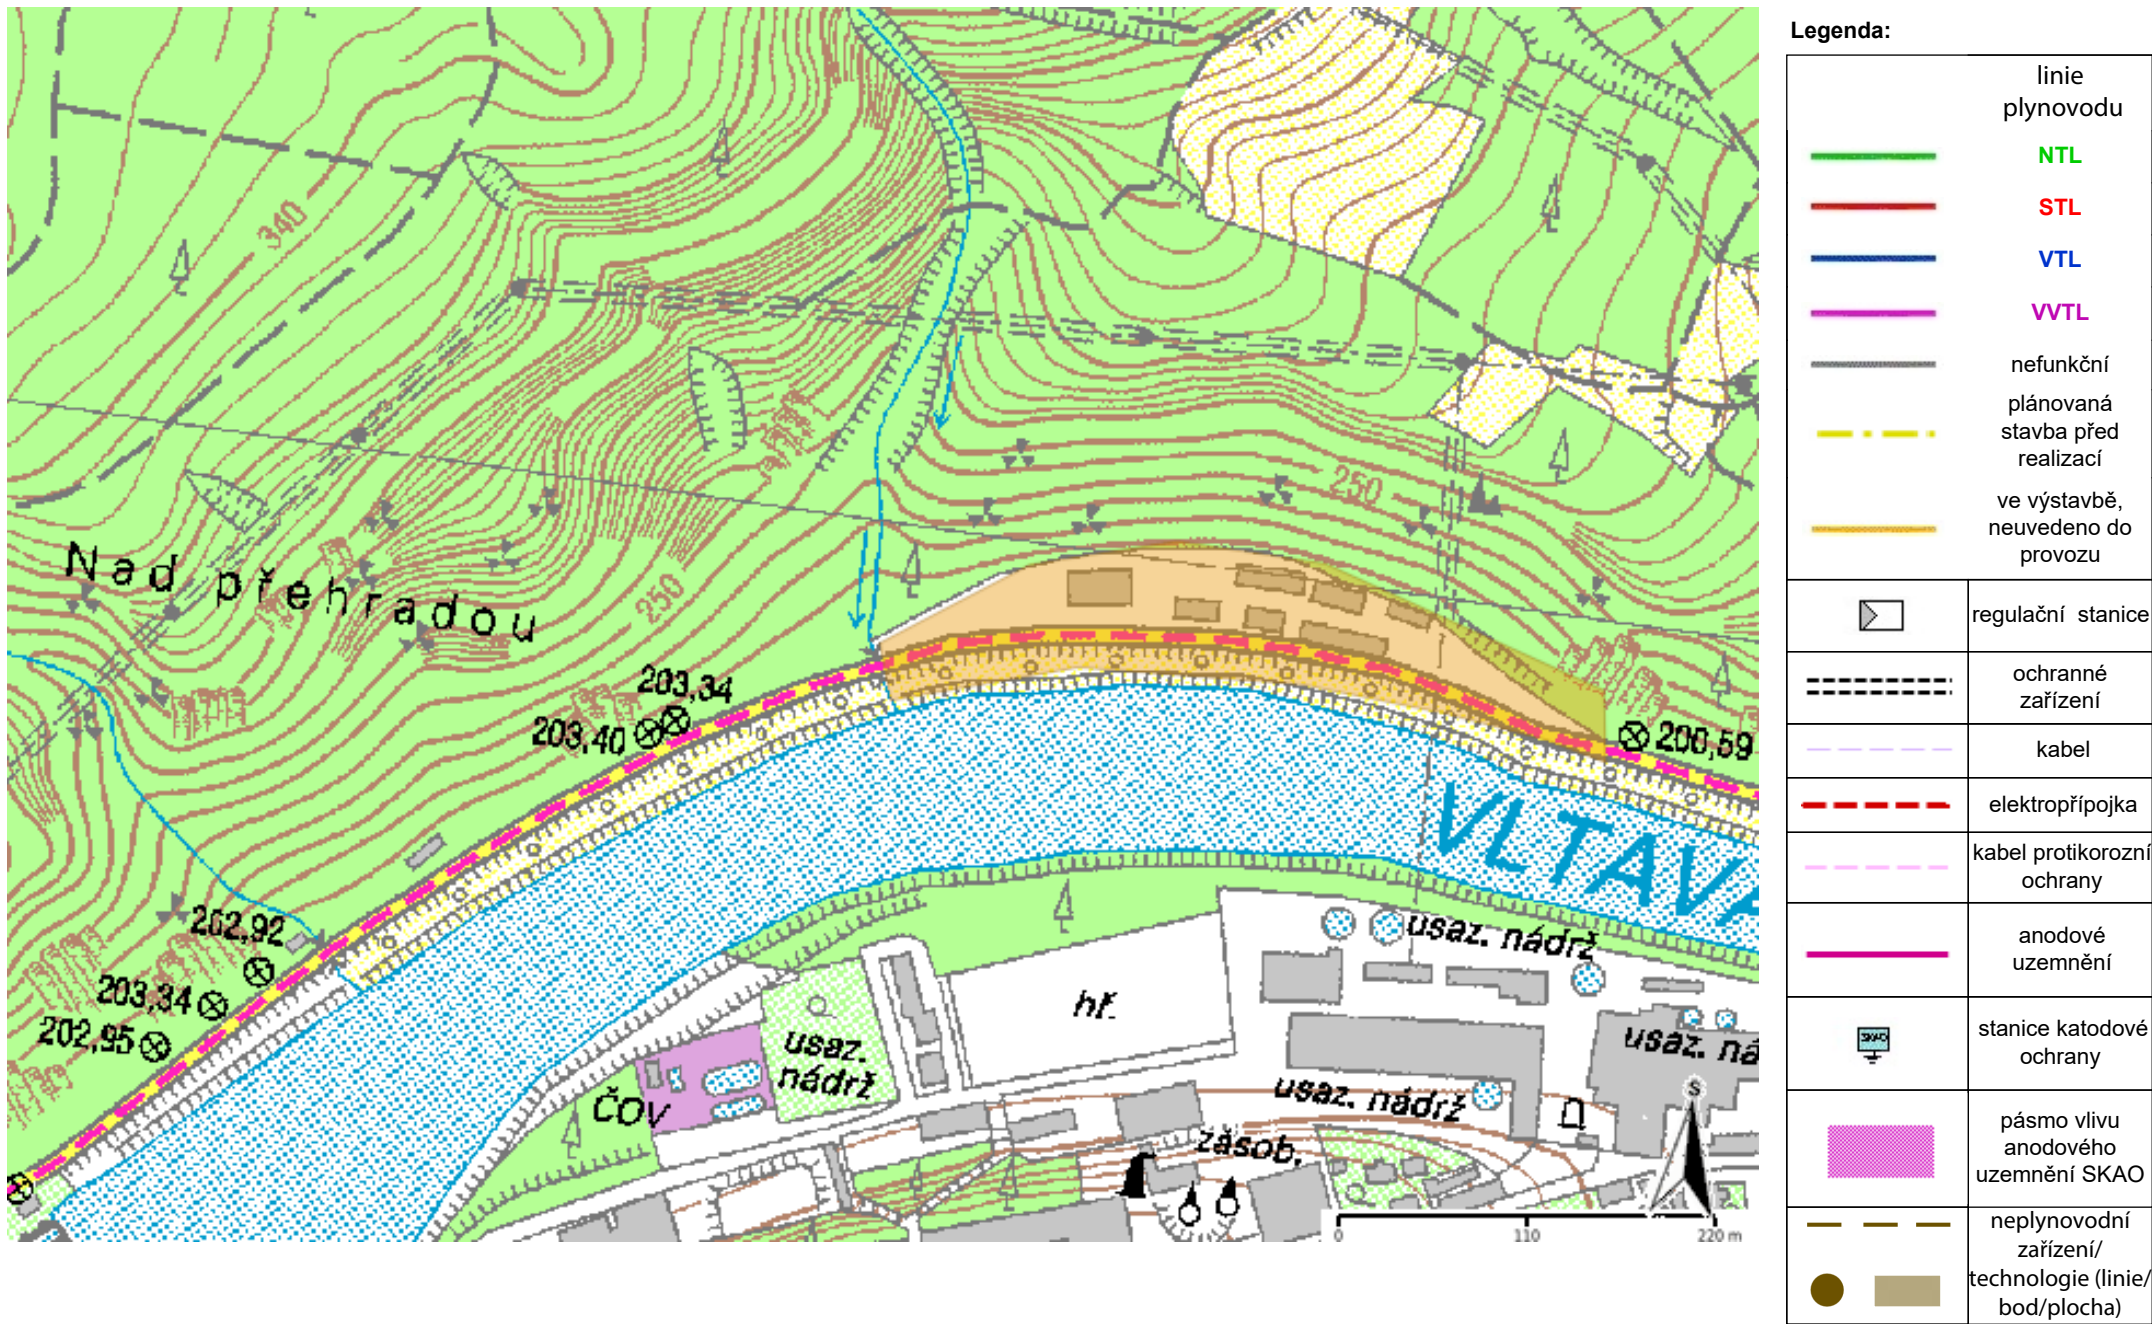 340
250
250
Nad přehradou
203,34
203,40
200,59
VLTAVA
202,92
203,34
202,95
usaz. nádrž
hř.
usaz.
nádrž
usaz. ná
ČOV
usaz. nádrž
zásob.
S
0 110 220 m
Legenda:
linie
plynovodu
NTL
STL
VTL
VVTL
nefunkční
plánovaná
stavba před
realizací
ve výstavbě,
neuvedeno do
provozu
regulační stanice
ochranné
zařízení
kabel
elektropřípojka
kabel protikorozní
ochrany
anodové
uzemnění
SKAO
stanice katodové
ochrany
pásmo vlivu
anodového
uzemnění SKAO
neplynovodní
zařízení/
technologie (linie/
bod/plocha)